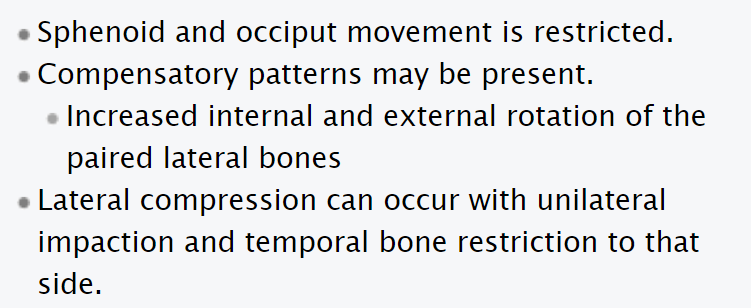 Sphenoid and occiput movement is restricted.
Compensatory patterns may be present.
Increased internal and external rotation of the
paired lateral bones
Lateral compression can occur with unilateral
impaction and temporal bone restriction to that
side.